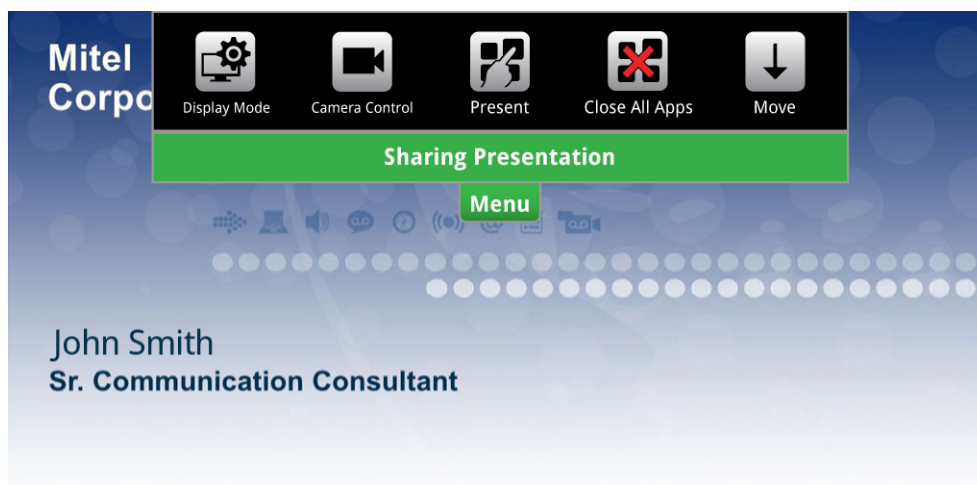 Mitel
Corpo
Display Mode
Camera Control
Present
Close All Apps
Move
Sharing Presentation
Menu
John Smith
Sr. Communication Consultant